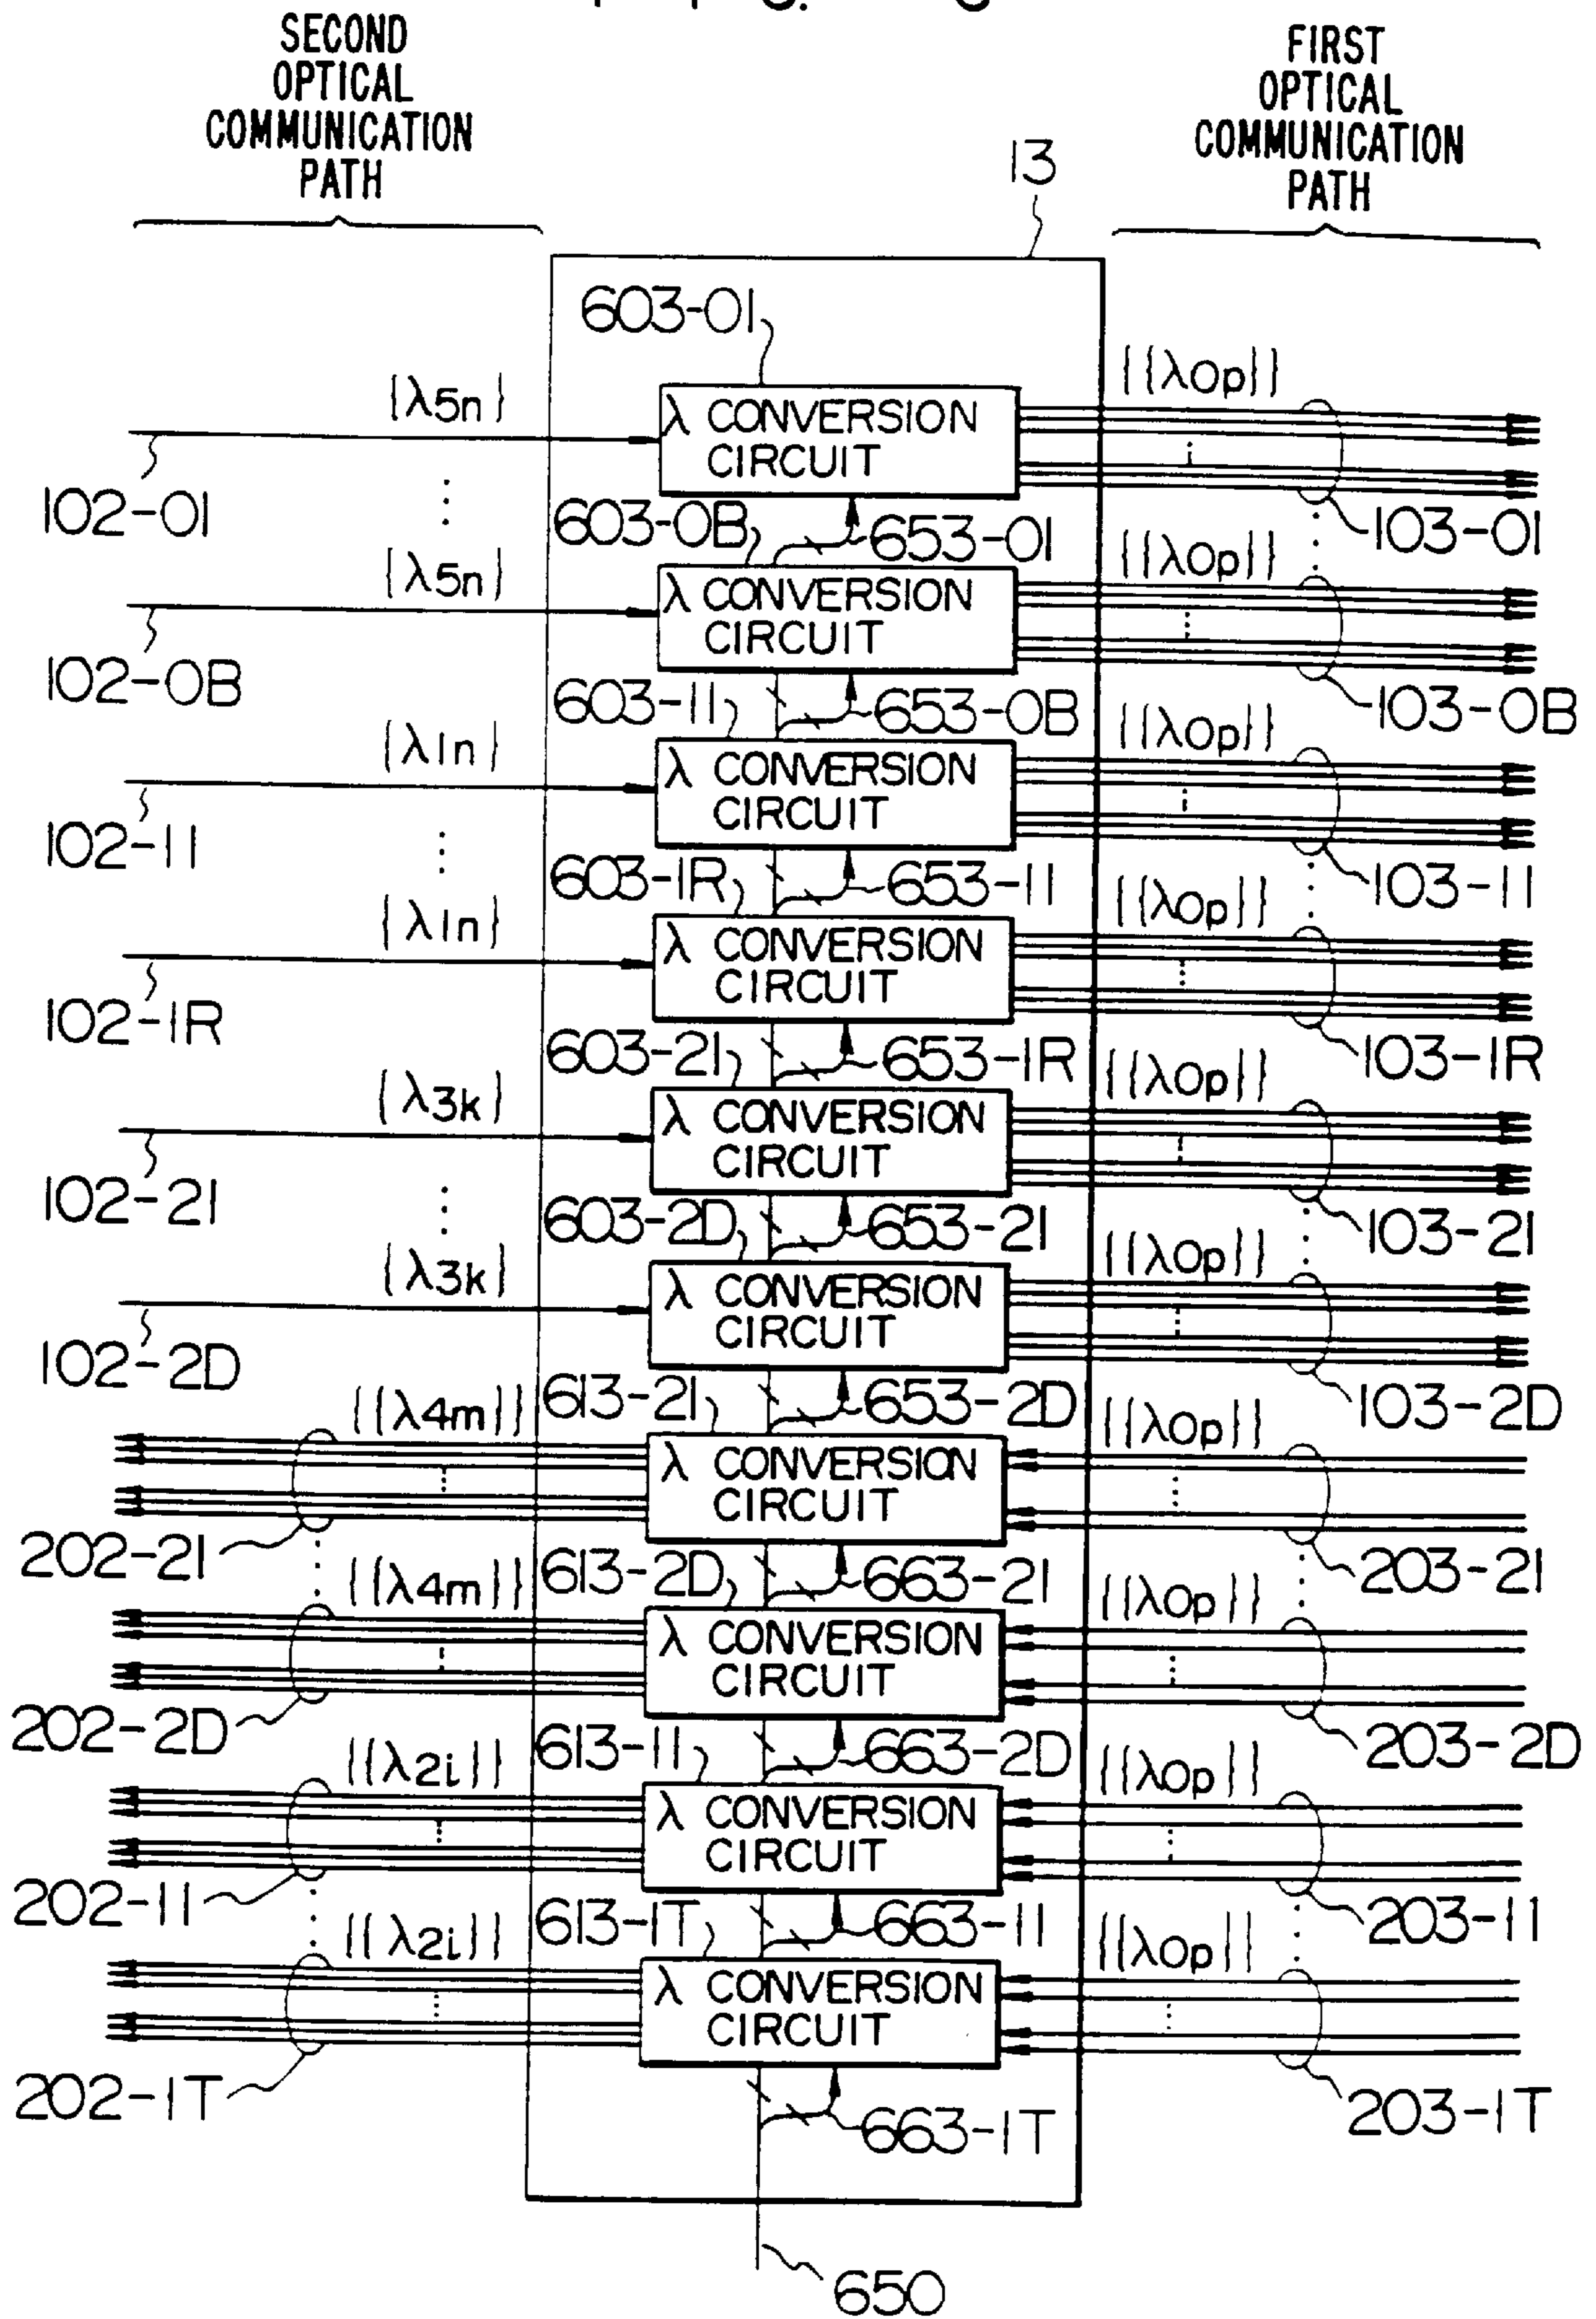 SECOND
OPTICAL
COMMUNICATION
PATH
FIRST
OPTICAL
COMMUNICATION
PATH
13
603-01
{λ5n}
λ CONVERSION
CIRCUIT
{{λ0p}}
102-01
603-0B
653-01
103-01
{λ5n}
λ CONVERSION
CIRCUIT
{{λ0p}}
102-0B
603-11
653-0B
103-0B
{λ1n}
λ CONVERSION
CIRCUIT
{{λ0p}}
102-11
603-1R
653-11
103-11
{λ1n}
λ CONVERSION
CIRCUIT
{{λ0p}}
102-1R
603-21
653-1R
103-1R
{λ3k}
λ CONVERSION
CIRCUIT
{{λ0p}}
102-21
603-2D
653-21
103-21
{λ3k}
λ CONVERSION
CIRCUIT
{{λ0p}}
102-2D
613-21
653-2D
103-2D
{{λ4m}}
λ CONVERSION
CIRCUIT
{{λ0p}}
202-21
613-2D
663-21
203-21
{{λ4m}}
λ CONVERSION
CIRCUIT
{{λ0p}}
202-2D
613-11
663-2D
203-2D
{{λ2i}}
λ CONVERSION
CIRCUIT
{{λ0p}}
202-11
613-1T
663-11
203-11
{{λ2i}}
λ CONVERSION
CIRCUIT
{{λ0p}}
202-1T
663-1T
203-1T
650